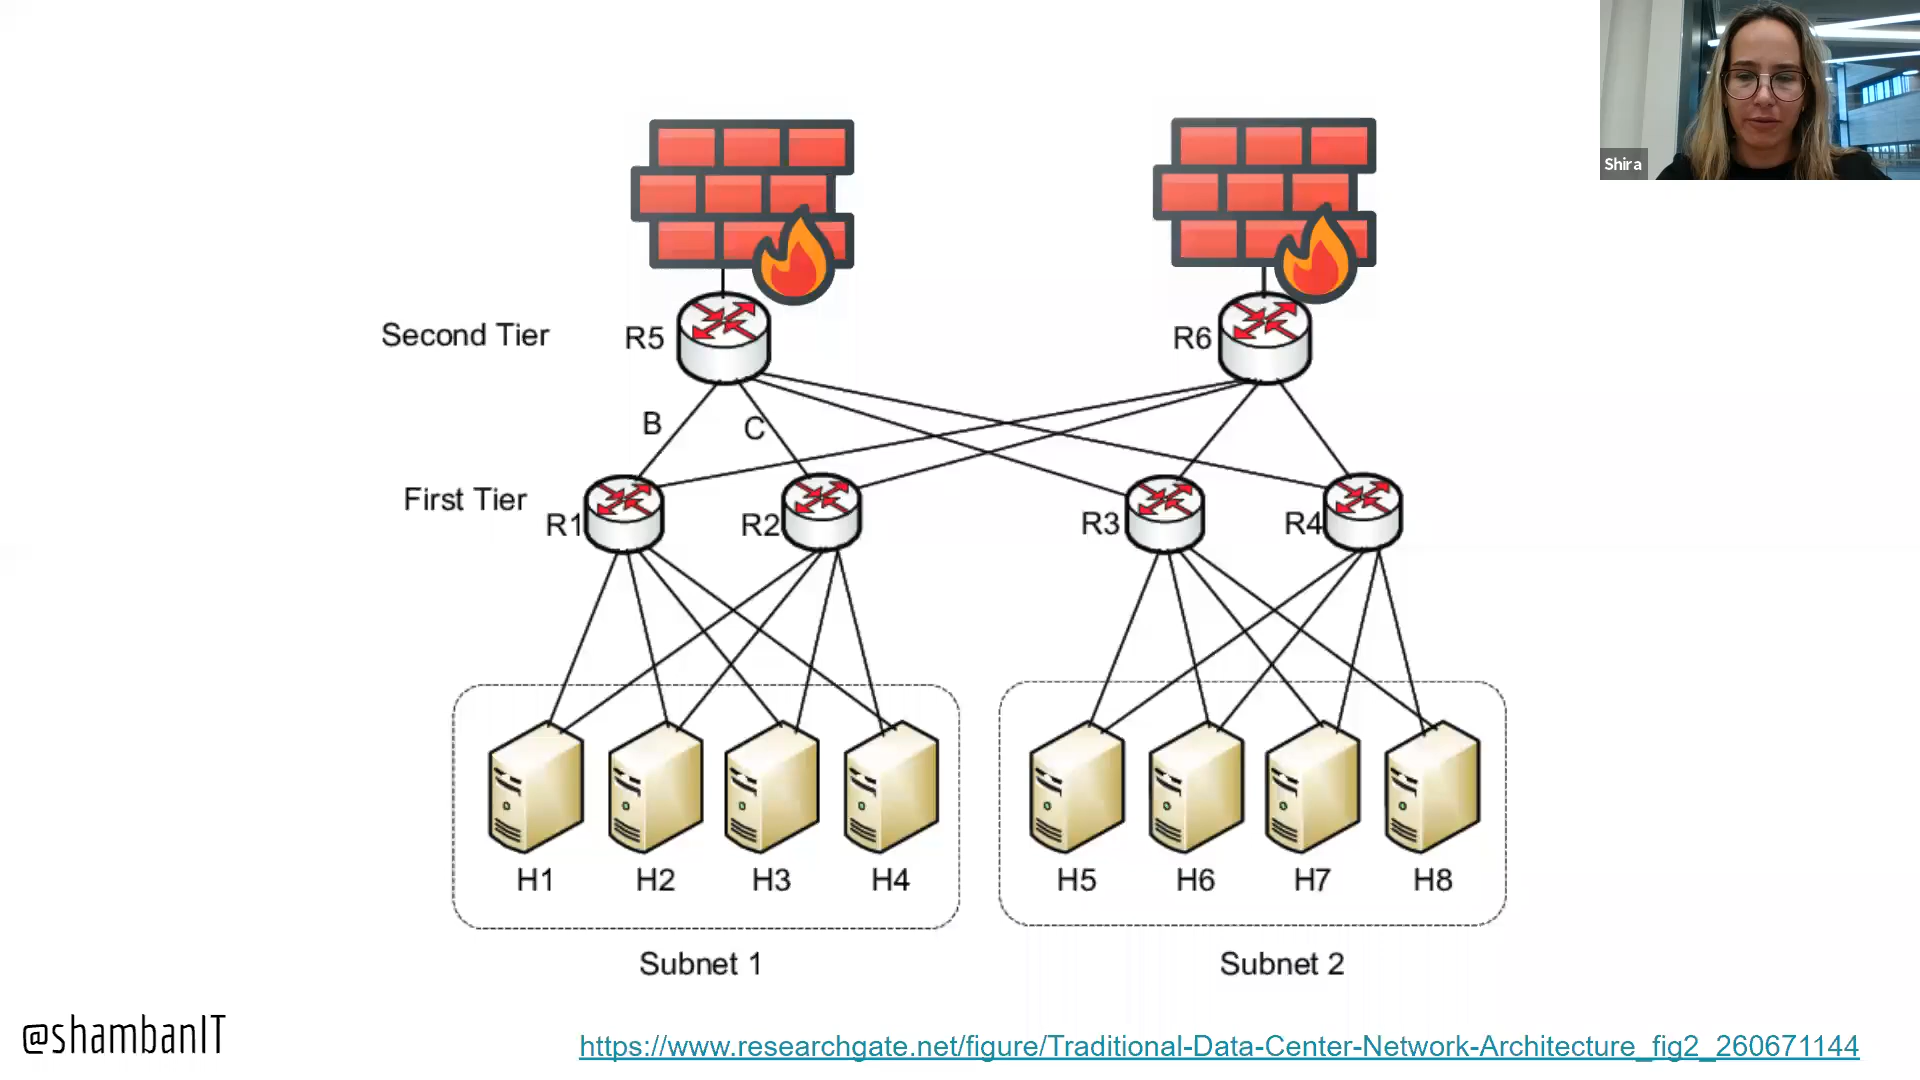 Shira
Second Tier
R5
R6
B
C
First Tier
R1
R2
R3
R4
H1
H2
H3
H4
H5
H6
H7
H8
Subnet 1
Subnet 2
@shambanIT
https://www.researchgate.net/figure/Traditional-Data-Center-Network-Architecture_fig2_260671144